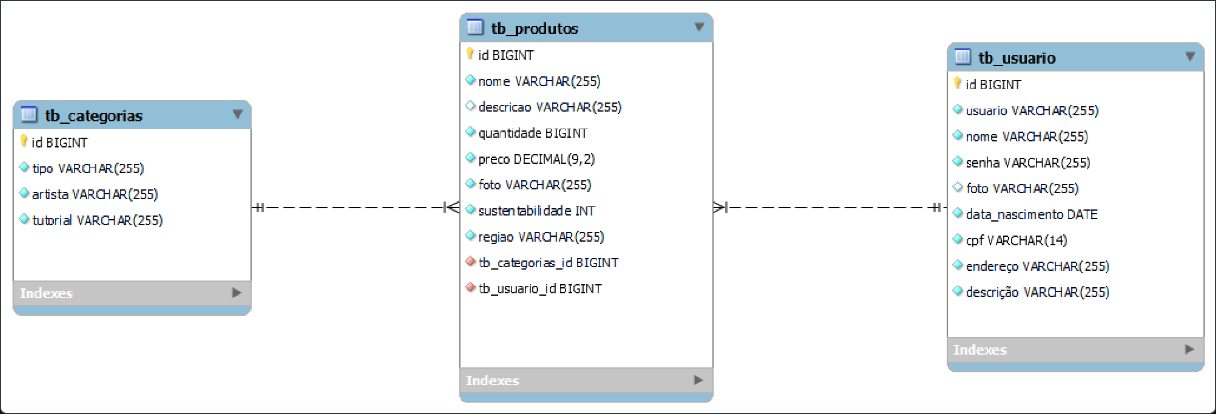 tb_categorias
id BIGINT
tipo VARCHAR(255)
artista VARCHAR(255)
tutorial VARCHAR(255)
Indexes
tb_produtos
id BIGINT
nome VARCHAR(255)
descricao VARCHAR(255)
quantidade BIGINT
preco DECIMAL(9,2)
foto VARCHAR(255)
sustentabilidade INT
regiao VARCHAR(255)
tb_categorias_id BIGINT
tb_usuario_id BIGINT
Indexes
tb_usuario
id BIGINT
usuario VARCHAR(255)
nome VARCHAR(255)
senha VARCHAR(255)
foto VARCHAR(255)
data_nascimento DATE
cpf VARCHAR(14)
endereço VARCHAR(255)
descrição VARCHAR(255)
Indexes